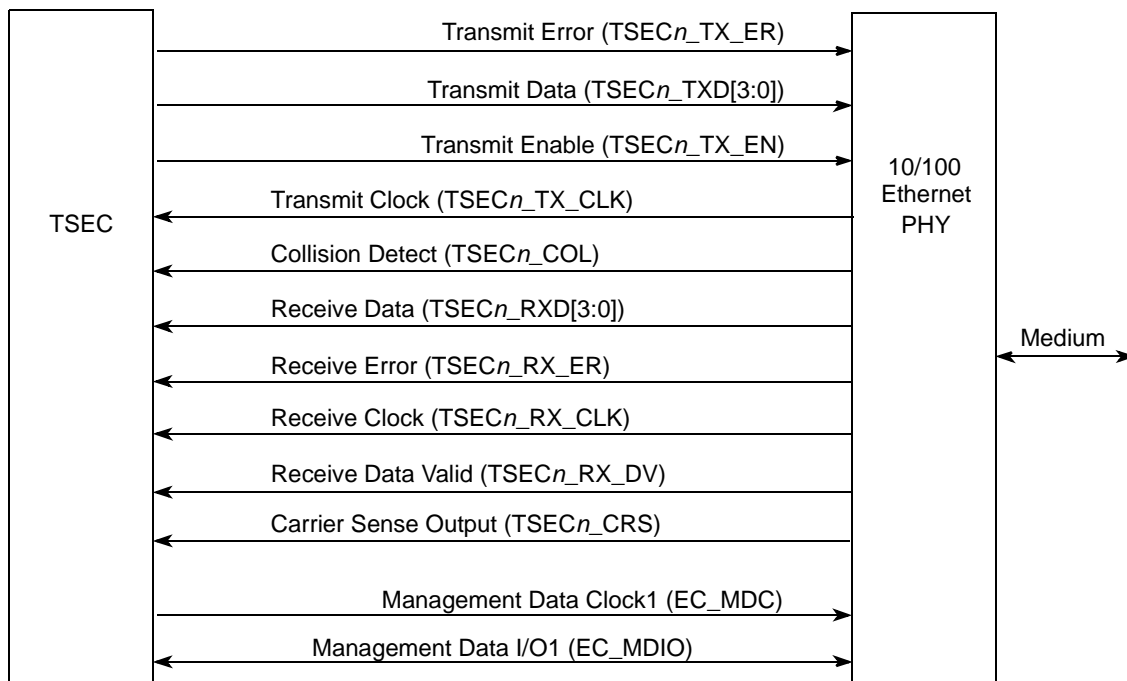 Transmit Error (TSECn_TX_ER)
Transmit Data (TSECn_TXD[3:0])
Transmit Enable (TSECn_TX_EN)
Transmit Clock (TSECn_TX_CLK)
Collision Detect (TSECn_COL)
Receive Data (TSECn_RXD[3:0])
Receive Error (TSECn_RX_ER)
Receive Clock (TSECn_RX_CLK)
Receive Data Valid (TSECn_RX_DV)
Carrier Sense Output (TSECn_CRS)
Management Data Clock1 (EC_MDC)
Management Data I/O1 (EC_MDIO)
TSEC
10/100
Ethernet
PHY
Medium